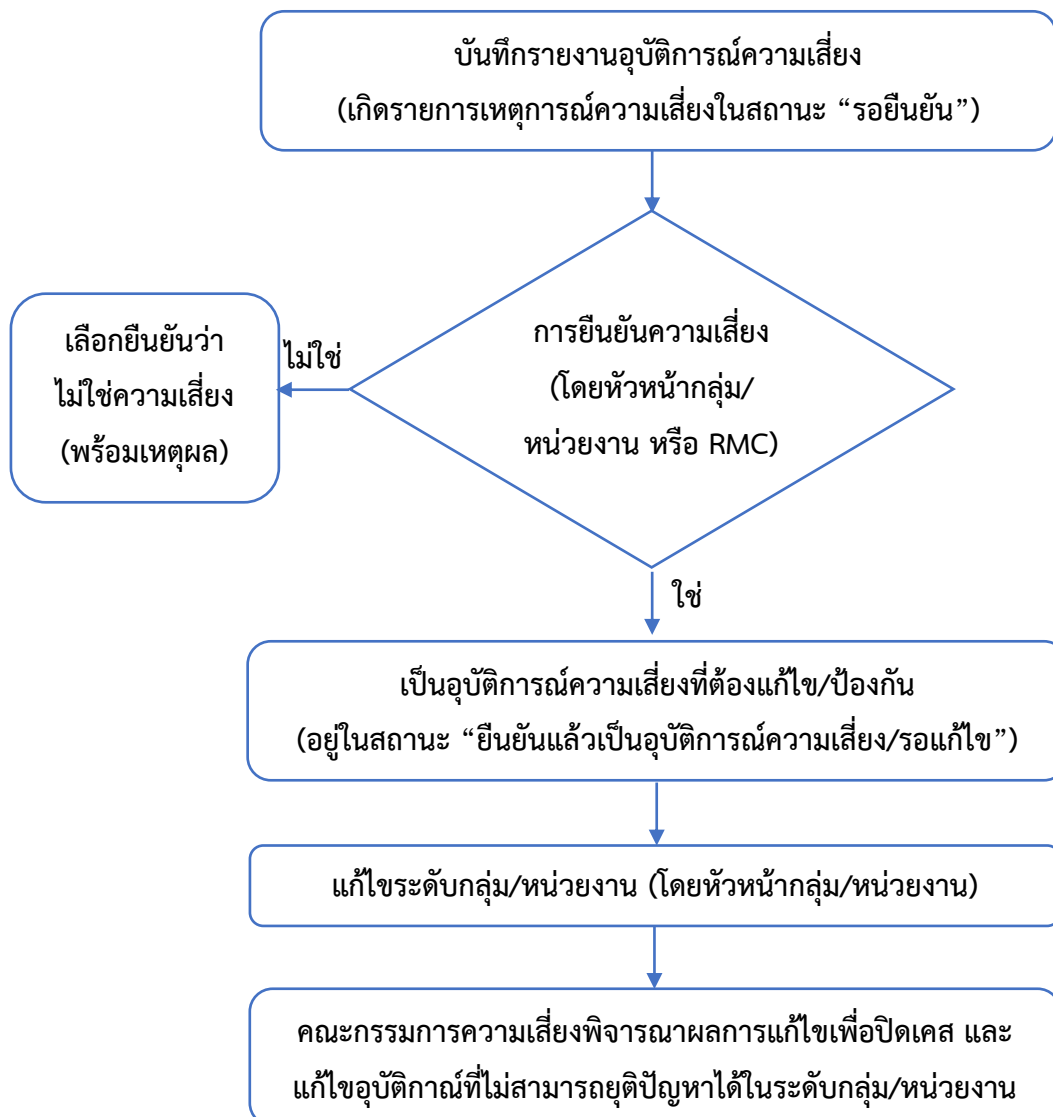 บันทึกรายงานอุบัติการณ์ความเสี่ยง
(เกิดรายการเหตุการณ์ความเสี่ยงในสถานะ “รอยืนยัน”)
การยืนยันความเสี่ยง
(โดยหัวหน้ากลุ่ม/
หน่วยงาน หรือ RMC)
ไม่ใช่
เลือกยืนยันว่า
ไม่ใช่ความเสี่ยง
(พร้อมเหตุผล)
ใช่
เป็นอุบัติการณ์ความเสี่ยงที่ต้องแก้ไข/ป้องกัน
(อยู่ในสถานะ “ยืนยันแล้วเป็นอุบัติการณ์ความเสี่ยง/รอแก้ไข”)
แก้ไขระดับกลุ่ม/หน่วยงาน (โดยหัวหน้ากลุ่ม/หน่วยงาน)
คณะกรรมการความเสี่ยงพิจารณาผลการแก้ไขเพื่อปิดเคส และ
แก้ไขอุบัติกาณ์ที่ไม่สามารถยุติปัญหาได้ในระดับกลุ่ม/หน่วยงาน